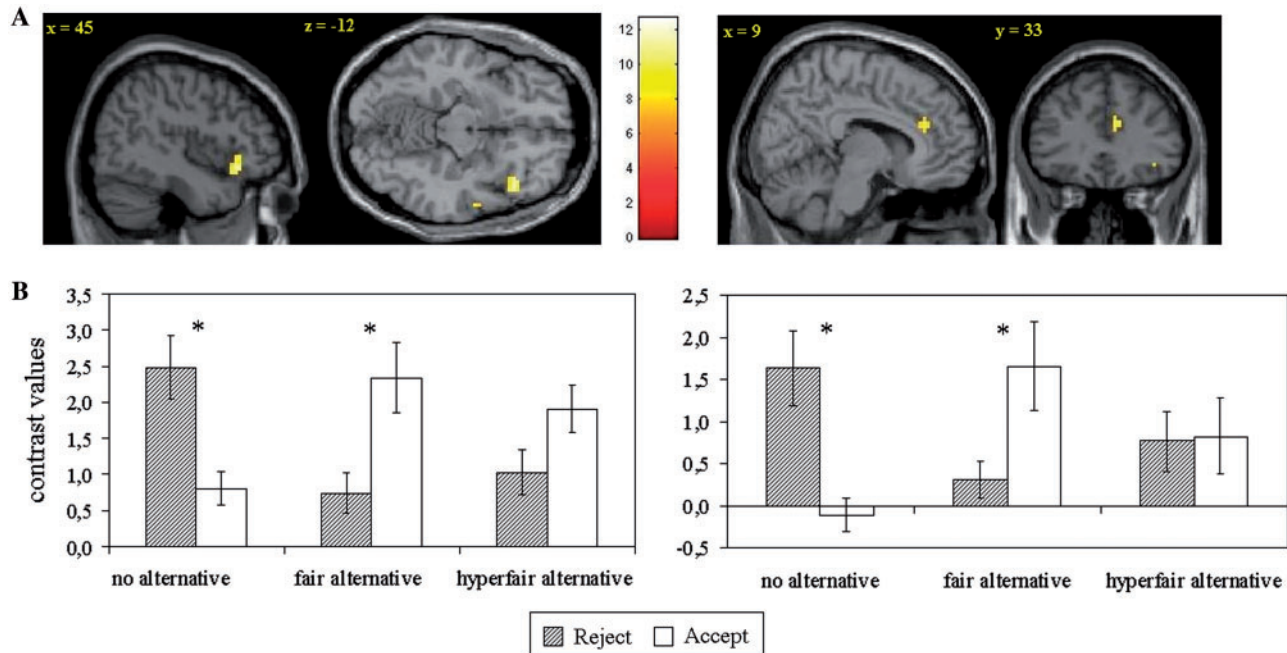 A
x = 45
z = -12
12
10
8
6
4
2
0
x = 9
y = 33
B
contrast values
3,5
3,0
2,5
2,0
1,5
1,0
0,5
0,0
*
*
no alternative
fair alternative
hyperfair alternative
2,5
2,0
1,5
1,0
0,5
0,0
-0,5
*
*
no alternative
fair alternative
hyperfair alternative
Reject
Accept